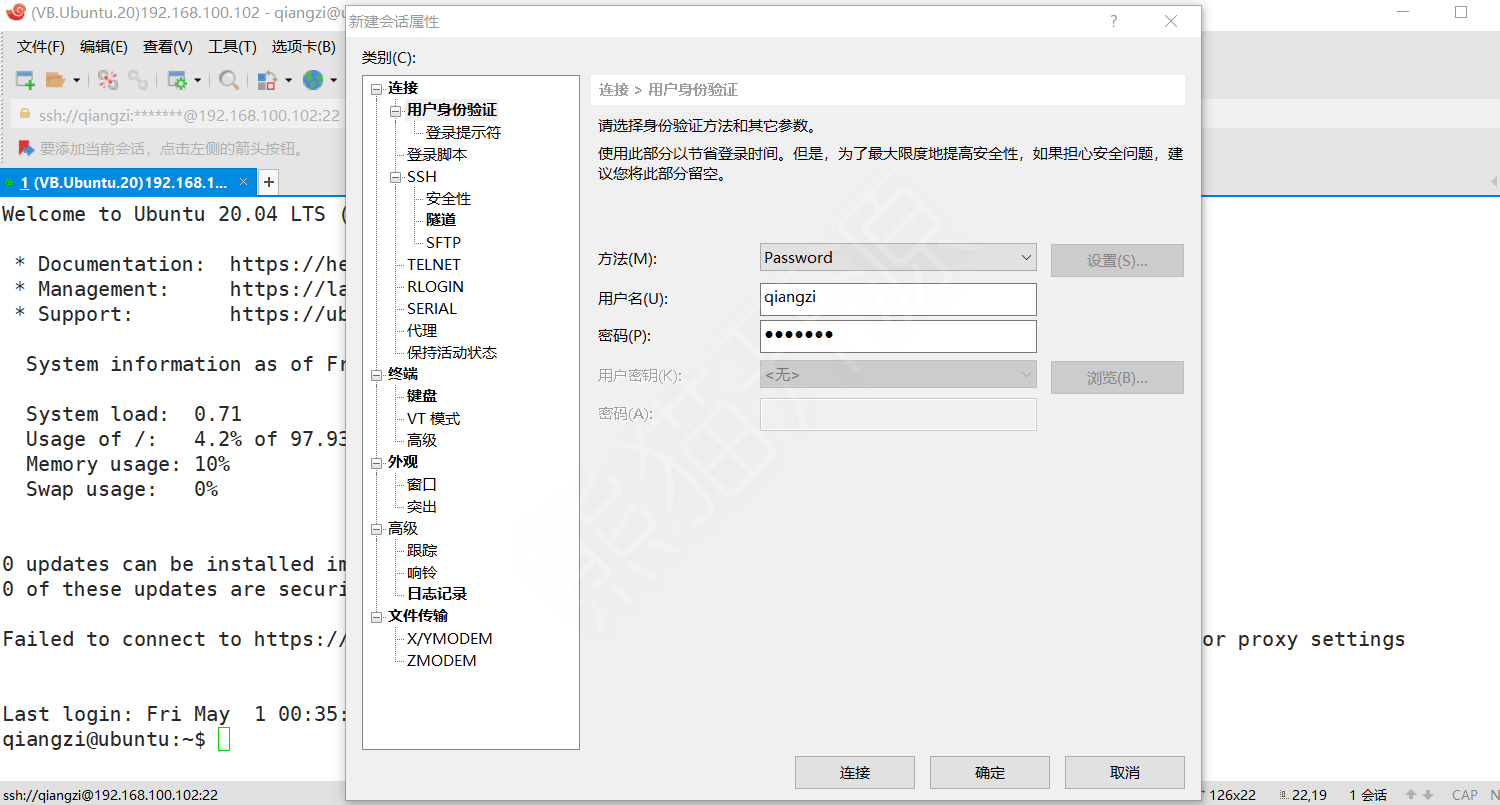 (VB.Ubuntu.20)192.168.100.102 - qiangzi@u
文件(F) 编辑(E) 查看(V) 工具(T) 选项卡(B)
ssh://qiangzi:*******@192.168.100.102:22
要添加当前会话，点击左侧的箭头按钮。
1 (VB.Ubuntu.20)192.168.1... × +
Welcome to Ubuntu 20.04 LTS (
* Documentation: https://he
* Management: https://la
* Support: https://ub
System information as of Fr
System load: 0.71
Usage of /: 4.2% of 97.93
Memory usage: 10%
Swap usage: 0%
0 updates can be installed im
0 of these updates are securi
Failed to connect to https://
or proxy settings
Last login: Fri May 1 00:35:
qiangzi@ubuntu:~$
ssh://qiangzi@192.168.100.102:22
126x22 22,19 1 会话 CAP N
新建会话属性 ?
类别(C):
连接
用户身份验证
登录提示符
登录脚本
SSH
安全性
隧道
SFTP
TELNET
RLOGIN
SERIAL
代理
保持活动状态
终端
键盘
VT 模式
高级
外观
窗口
突出
高级
跟踪
响铃
日志记录
文件传输
X/YMODEM
ZMODEM
连接 > 用户身份验证
请选择身份验证方法和其它参数。
使用此部分以节省登录时间。但是，为了最大限度地提高安全性，如果担心安全问题，建
议您将此部分留空。
方法(M): Password 设置(S)...
用户名(U): qiangzi
密码(P): ●●●●●●●
用户密钥(K): <无> 浏览(B)...
密码(A):
连接 确定 取消
熊猫开源